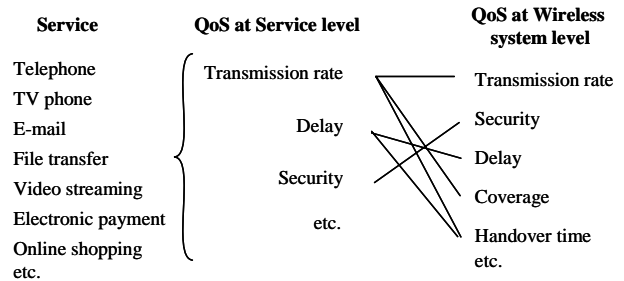 Service
Telephone
TV phone
E-mail
File transfer
Video streaming
Electronic payment
Online shopping
etc.
QoS at Service level
Transmission rate
Delay
Security
etc.
QoS at Wireless
system level
Transmission rate
Security
Delay
Coverage
Handover time
etc.